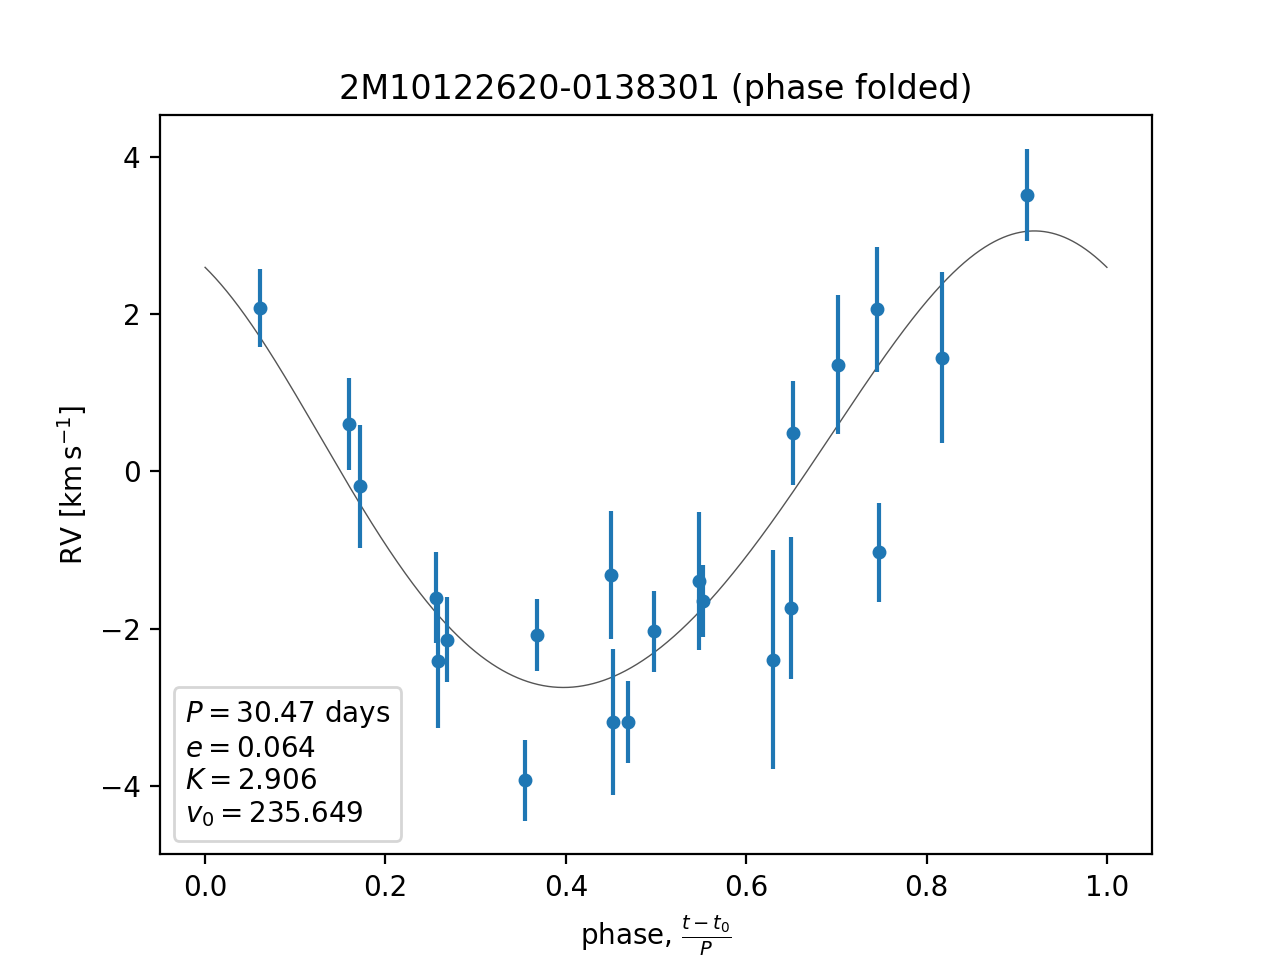 2M10122620-0138301 (phase folded)
RV [km s⁻¹]
4
2
0
−2
−4
P = 30.47 days
e = 0.064
K = 2.906
v₀ = 235.649
0.0 0.2 0.4 0.6 0.8 1.0
phase, (t − t₀)/P